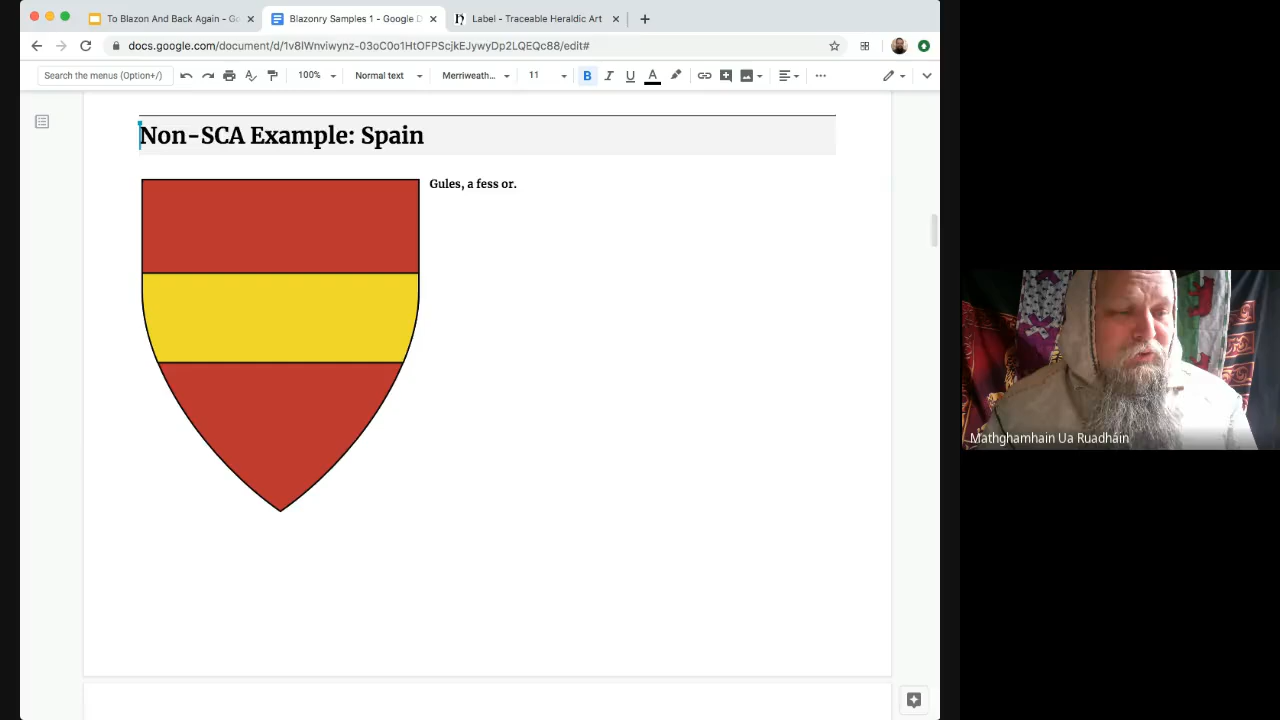 To Blazon And Back Again - Go
Blazonry Samples 1 - Google D
Label - Traceable Heraldic Art
docs.google.com/document/d/1v8lWnviwynz-03oC0o1HtOFPScjkEJywyDp2LQEQc88/edit#
Search the menus (Option+/)
100%
Normal text
Merriweath...
11
B
I
U
A
Non-SCA Example: Spain
Gules, a fess or.
Mathghamhain Ua Ruadháin